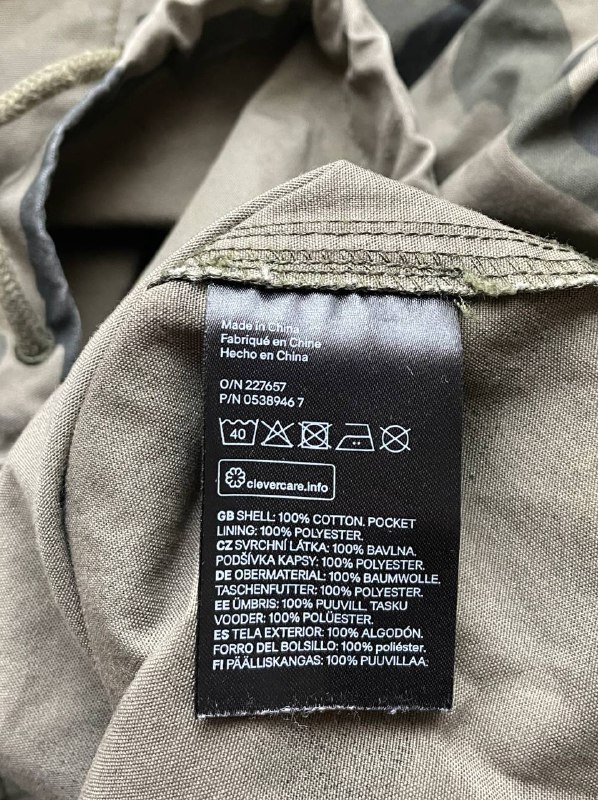 Made in China
Fabriqué en Chine
Hecho en China
O/N 227657
P/N 0538946 7
40
clevercare.info
GB SHELL: 100% COTTON. POCKET
LINING: 100% POLYESTER.
CZ SVRCHNÍ LÁTKA: 100% BAVLNA.
PODŠÍVKA KAPSY: 100% POLYESTER.
DE OBERMATERIAL: 100% BAUMWOLLE.
TASCHENFUTTER: 100% POLYESTER.
EE ÜMBRIS: 100% PUUVILL. TASKU
VOODER: 100% POLÜESTER.
ES TELA EXTERIOR: 100% ALGODÓN.
FORRO DEL BOLSILLO: 100% poliéster.
FI PÄÄLLISKANGAS: 100% PUUVILLAA.